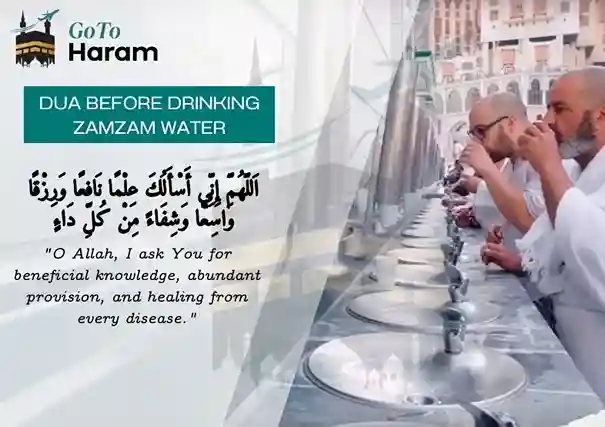 GoTo
Haram
DUA BEFORE DRINKING
ZAMZAM WATER
اَللّٰهُمَّ إِنِّي أَسْأَلُكَ عِلْمًا نَافِعًا وَرِزْقًا
وَاسِعًا وَشِفَاءً مِنْ كُلِّ دَاءٍ
"O Allah, I ask You for
beneficial knowledge, abundant
provision, and healing from
every disease."